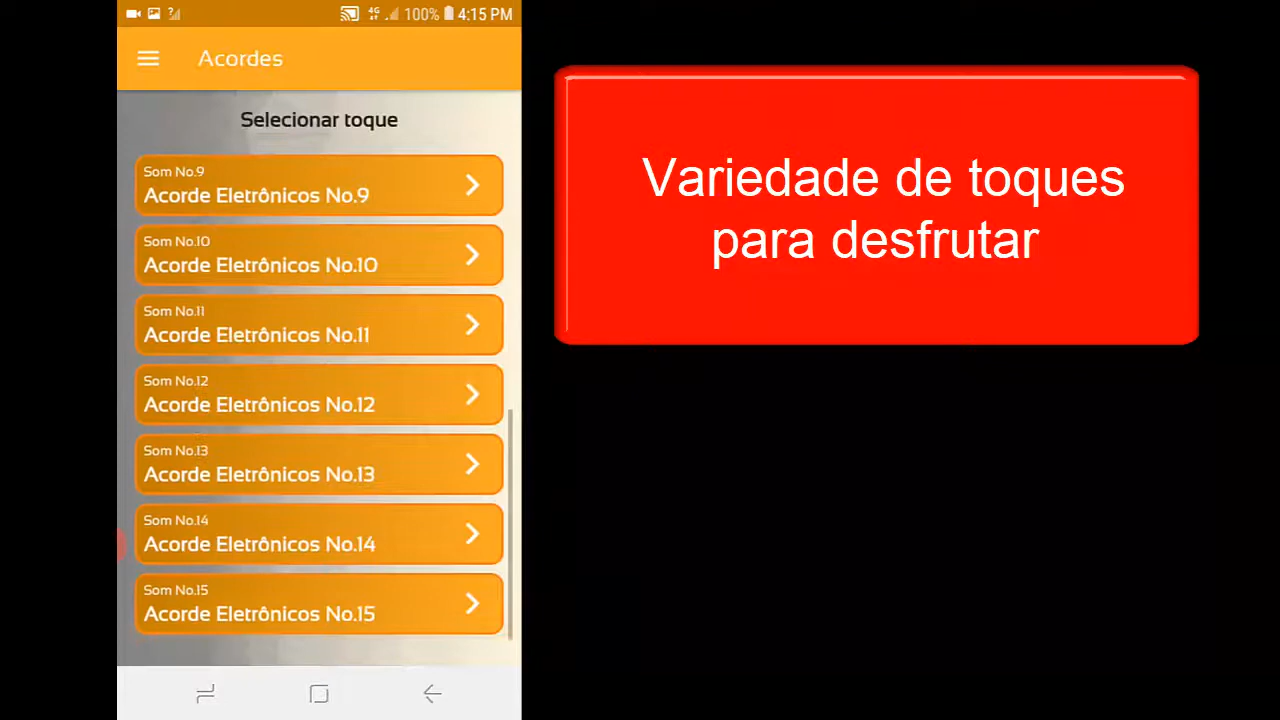 4G 100% 4:15 PM
Acordes
Selecionar toque
Som No.9
Acorde Eletrônicos No.9
Som No.10
Acorde Eletrônicos No.10
Som No.11
Acorde Eletrônicos No.11
Som No.12
Acorde Eletrônicos No.12
Som No.13
Acorde Eletrônicos No.13
Som No.14
Acorde Eletrônicos No.14
Som No.15
Acorde Eletrônicos No.15
Variedade de toques
para desfrutar